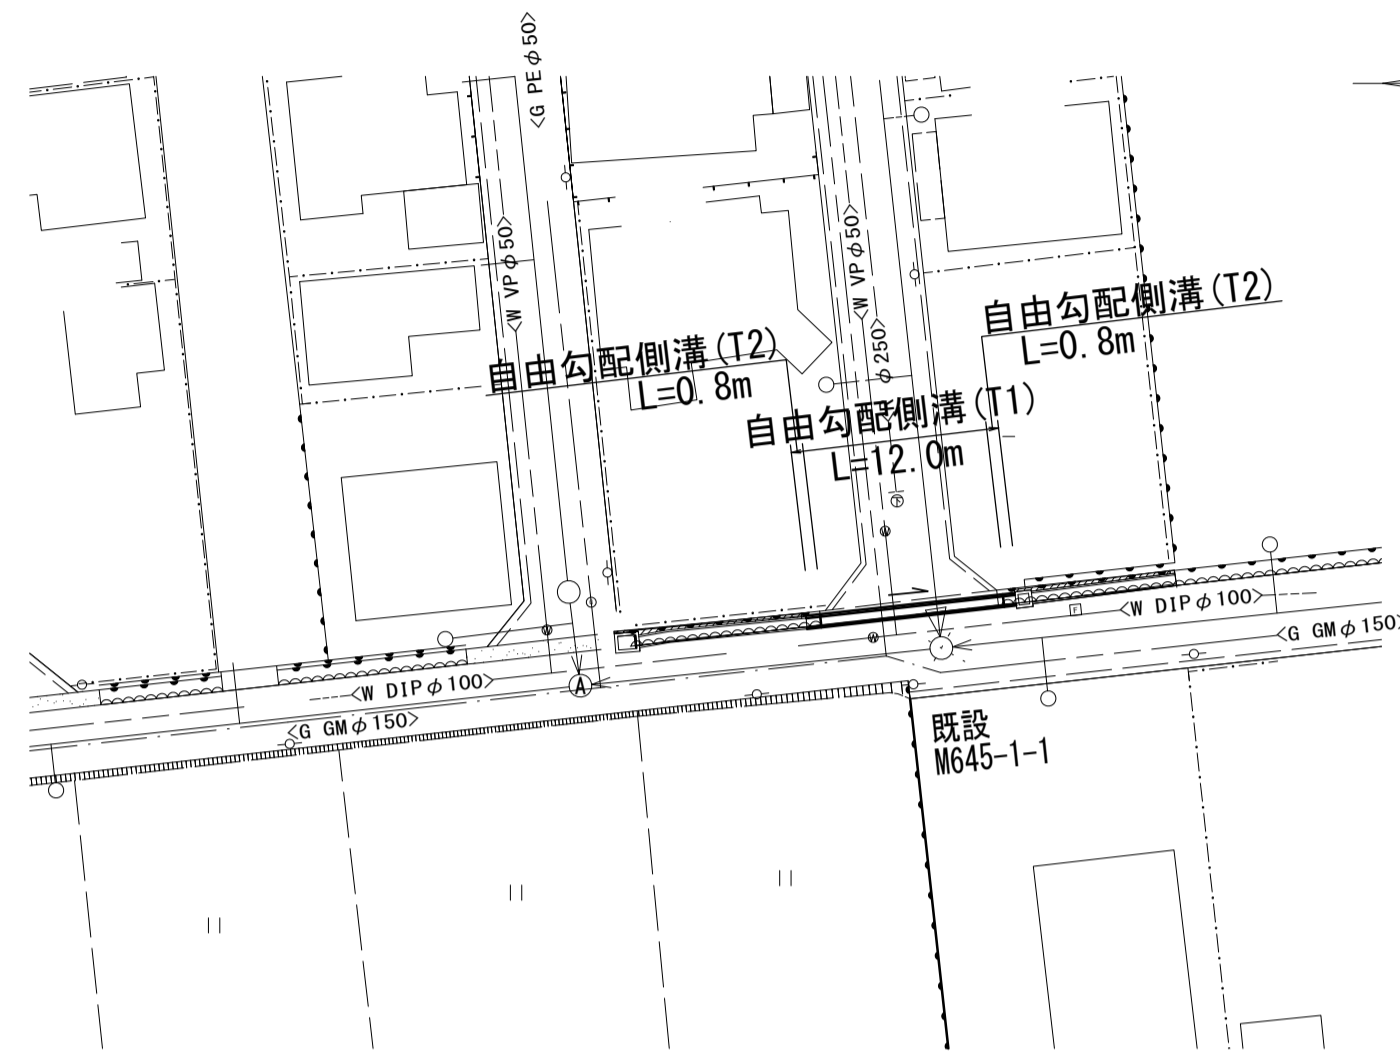 <G PEφ50>
<W VPφ50>
<W VPφ50>
φ250>
自由勾配側溝(T2)
L=0.8m
自由勾配側溝(T2)
L=0.8m
自由勾配側溝(T1)
L=12.0m
下
W
W
W
F
<W DIPφ100>
<G GMφ150>
<W DIPφ100>
A
<G GMφ150>
既設
M645-1-1